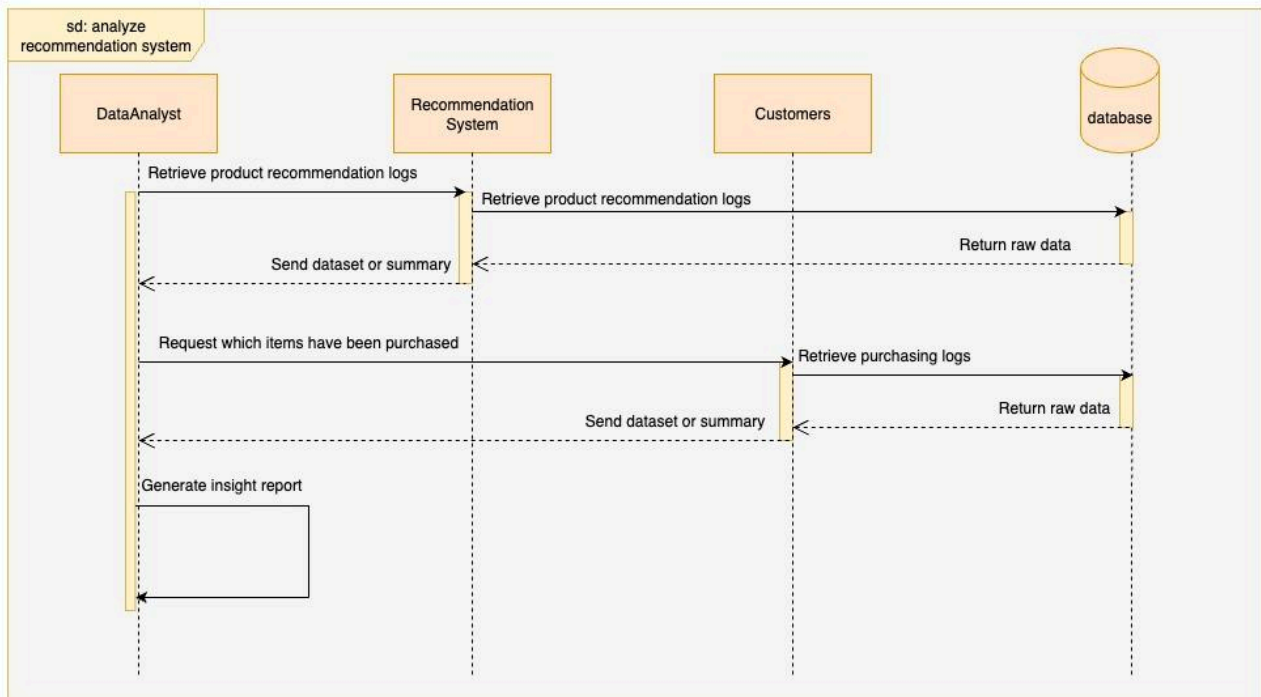 sd: analyze
recommendation system
DataAnalyst
Recommendation
System
Customers
database
Retrieve product recommendation logs
Retrieve product recommendation logs
Return raw data
Send dataset or summary
Request which items have been purchased
Retrieve purchasing logs
Return raw data
Send dataset or summary
Generate insight report